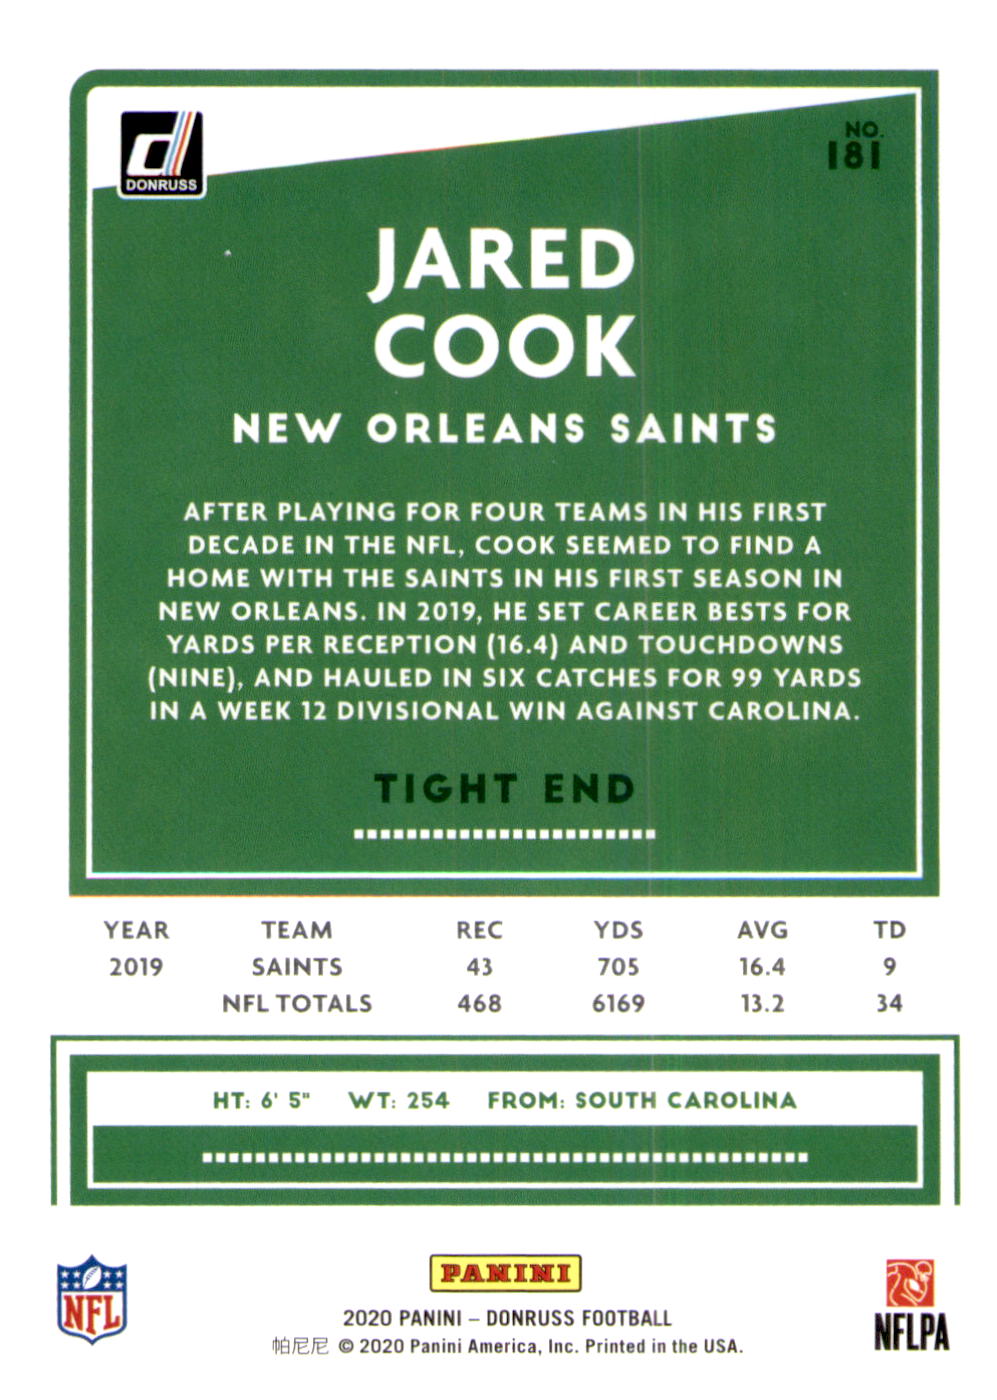 DONRUSS
NO.
181
JARED
COOK
NEW ORLEANS SAINTS
AFTER PLAYING FOR FOUR TEAMS IN HIS FIRST
DECADE IN THE NFL, COOK SEEMED TO FIND A
HOME WITH THE SAINTS IN HIS FIRST SEASON IN
NEW ORLEANS. IN 2019, HE SET CAREER BESTS FOR
YARDS PER RECEPTION (16.4) AND TOUCHDOWNS
(NINE), AND HAULED IN SIX CATCHES FOR 99 YARDS
IN A WEEK 12 DIVISIONAL WIN AGAINST CAROLINA.
TIGHT END
YEAR TEAM REC YDS AVG TD
2019 SAINTS 43 705 16.4 9
NFL TOTALS 468 6169 13.2 34
HT: 6' 5" WT: 254 FROM: SOUTH CAROLINA
NFL
PANINI
NFLPA
2020 PANINI – DONRUSS FOOTBALL
帕尼尼 © 2020 Panini America, Inc. Printed in the USA.